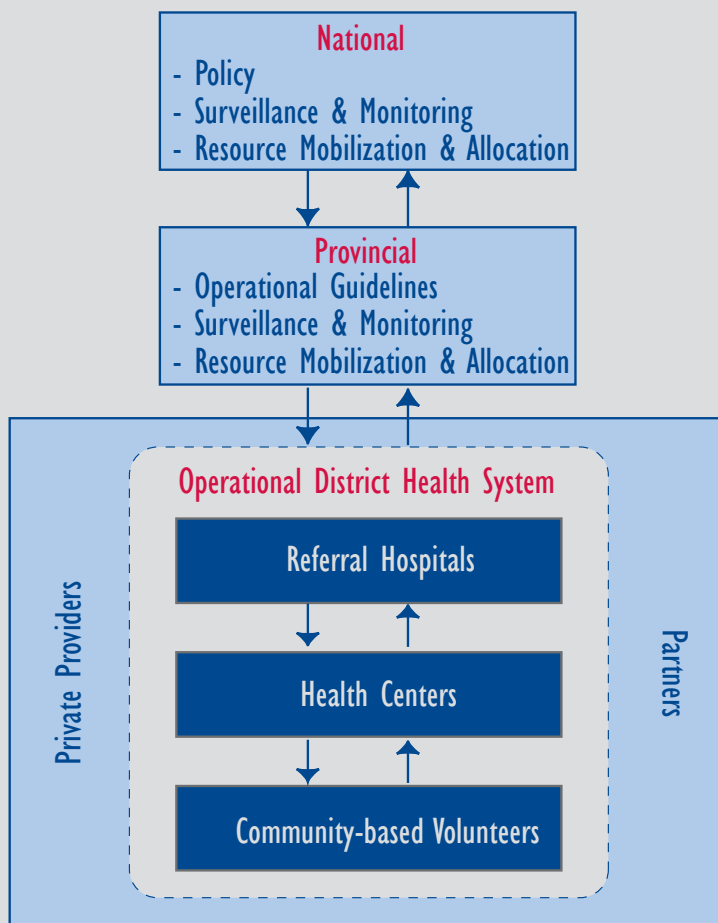 National
- Policy
- Surveillance & Monitoring
- Resource Mobilization & Allocation
Provincial
- Operational Guidelines
- Surveillance & Monitoring
- Resource Mobilization & Allocation
Operational District Health System
Referral Hospitals
Health Centers
Community-based Volunteers
Private Providers
Partners